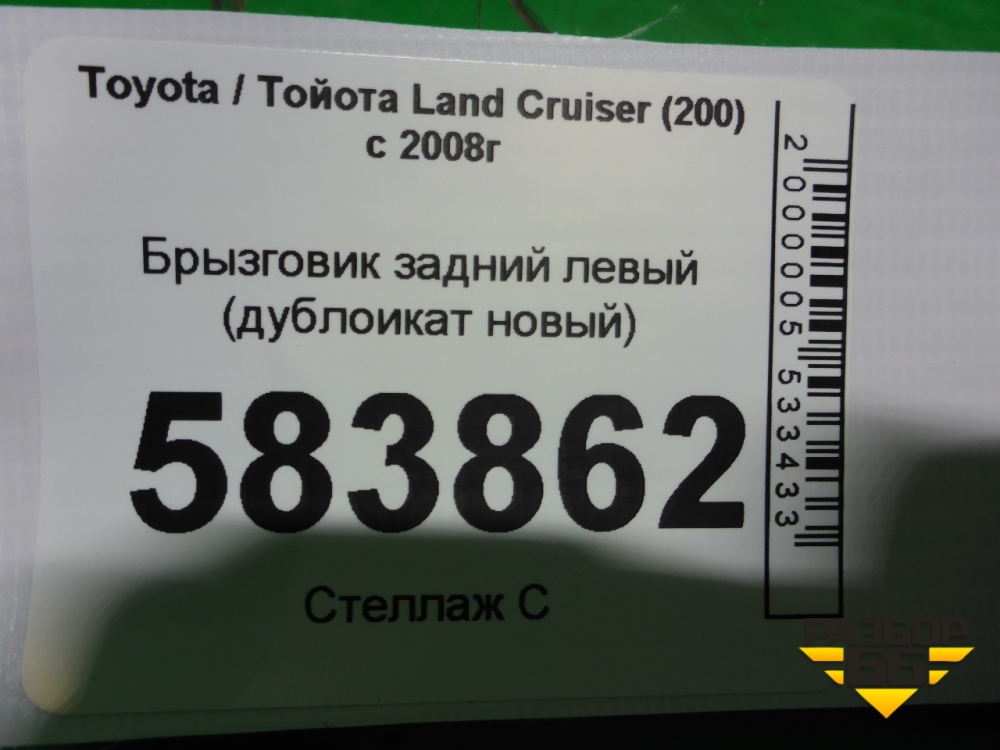 Toyota / Тойота Land Cruiser (200)
с 2008г
Брызговик задний левый
(дублоикат новый)
583862
Стеллаж С
2000005533433
РАЗБОР
66